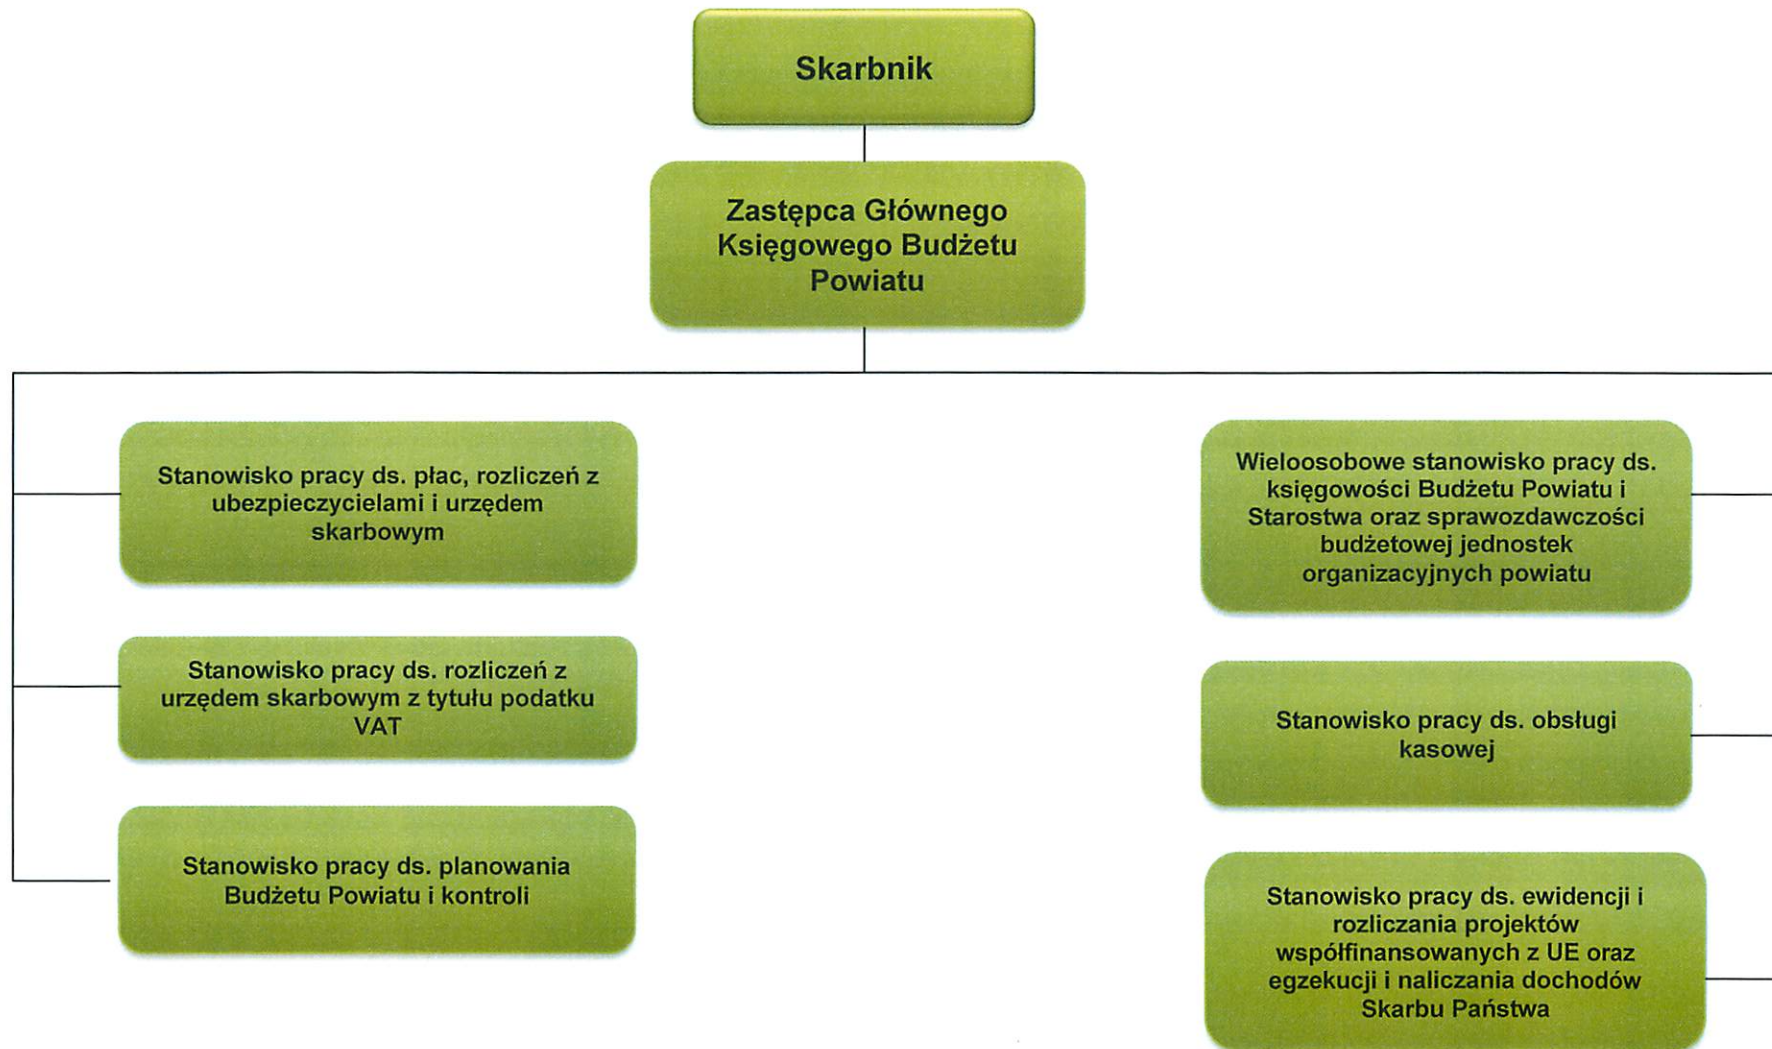 Skarbnik
Zastępca Głównego
Księgowego Budżetu
Powiatu
Stanowisko pracy ds. płac, rozliczeń z
ubezpieczycielami i urzędem
skarbowym
Stanowisko pracy ds. rozliczeń z
urzędem skarbowym z tytułu podatku
VAT
Stanowisko pracy ds. planowania
Budżetu Powiatu i kontroli
Wieloosobowe stanowisko pracy ds.
księgowości Budżetu Powiatu i
Starostwa oraz sprawozdawczości
budżetowej jednostek
organizacyjnych powiatu
Stanowisko pracy ds. obsługi
kasowej
Stanowisko pracy ds. ewidencji i
rozliczania projektów
współfinansowanych z UE oraz
egzekucji i naliczania dochodów
Skarbu Państwa